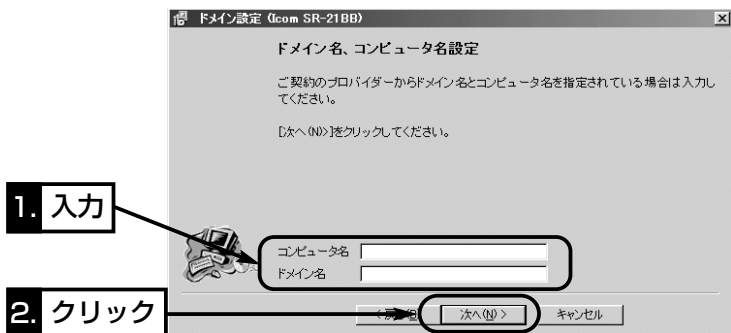 ドメイン設定 (Icom SR-21BB)
ドメイン名、コンピュータ名設定
ご契約のプロバイダーからドメイン名とコンピュータ名を指定されている場合は入力し
てください。
[次へ(N)>]をクリックしてください。
1. 入力
コンピュータ名
ドメイン名
2. クリック
次へ(N) >
キャンセル